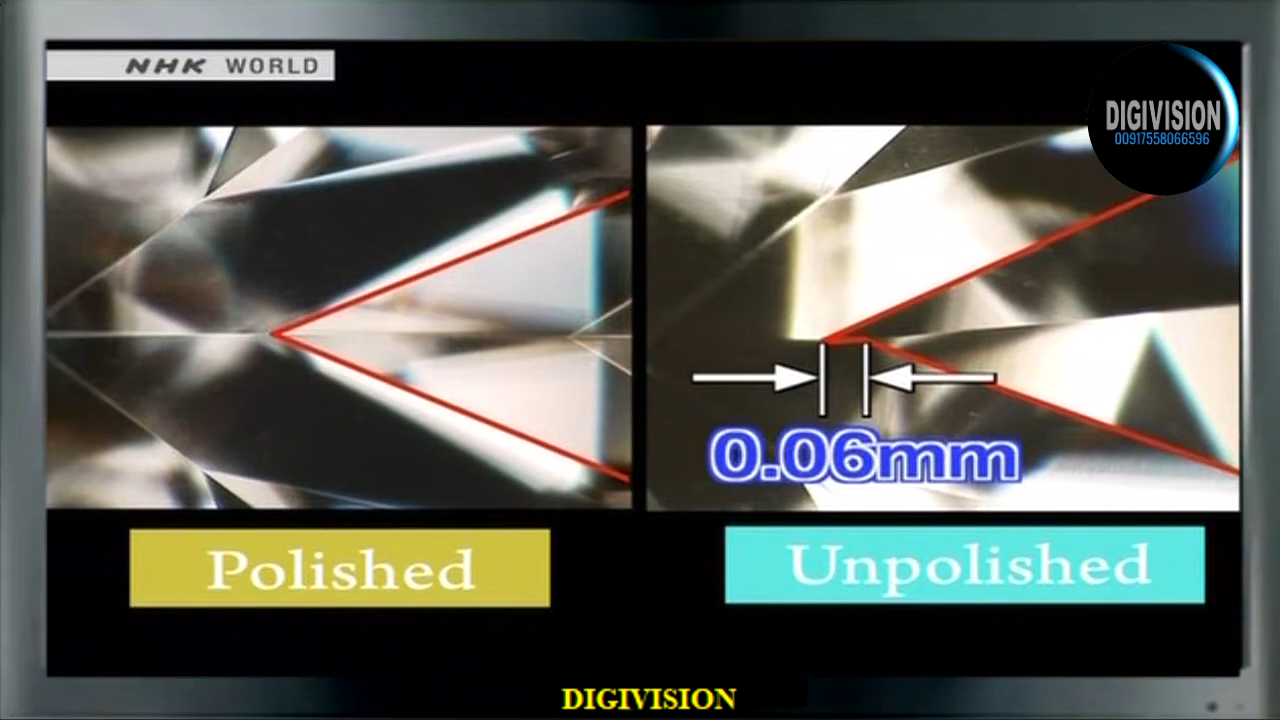 NHK WORLD
DIGIVISION
00917558066596
0.06mm
Polished
Unpolished
DIGIVISION